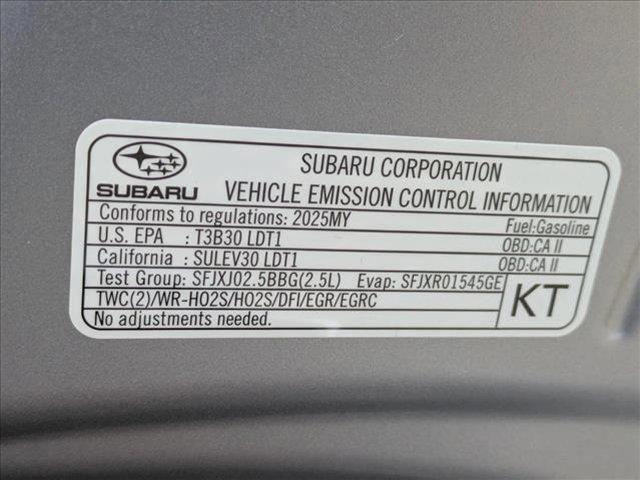 SUBARU
SUBARU CORPORATION
VEHICLE EMISSION CONTROL INFORMATION
Conforms to regulations: 2025MY Fuel:Gasoline
U.S. EPA : T3B30 LDT1 OBD:CA II
California : SULEV30 LDT1 OBD:CA II
Test Group: SFJXJ02.5BBG(2.5L) Evap: SFJXR01545GE
TWC(2)/WR-HO2S/HO2S/DFI/EGR/EGRC
No adjustments needed.
KT